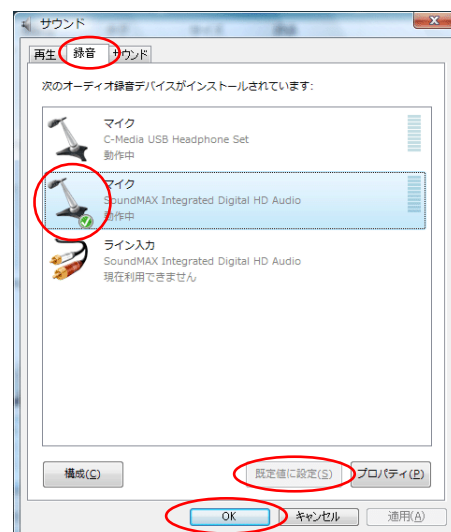 サウンド
再生 録音 サウンド
次のオーディオ録音デバイスがインストールされています:
マイク
C-Media USB Headphone Set
動作中
マイク
SoundMAX Integrated Digital HD Audio
動作中
ライン入力
SoundMAX Integrated Digital HD Audio
現在利用できません
構成(C) 既定値に設定(S) プロパティ(P)
OK キャンセル 適用(A)